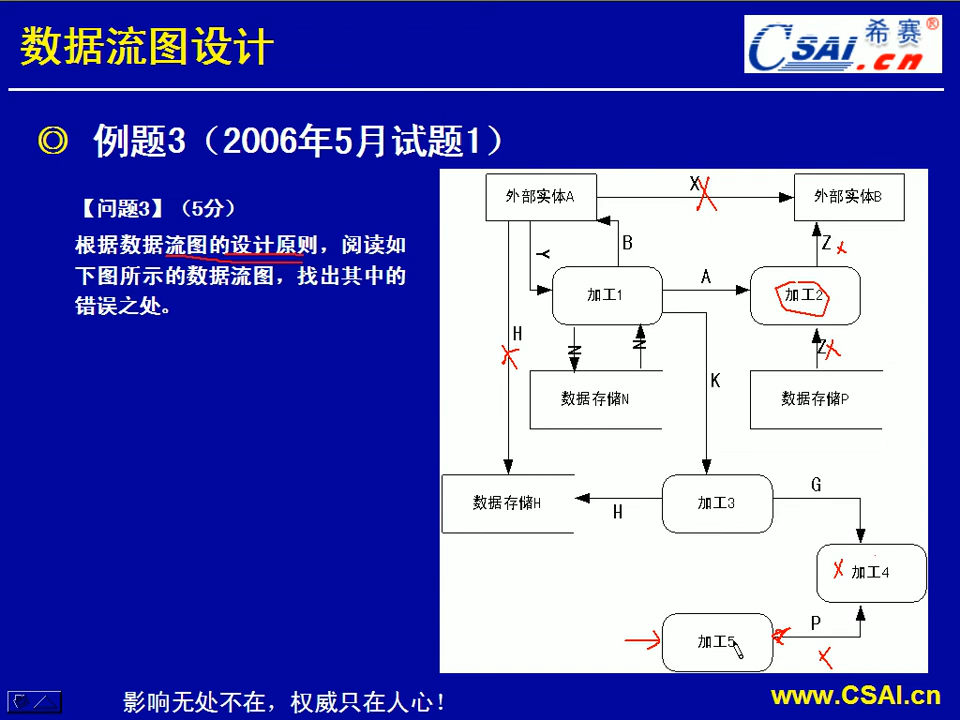 数据流图设计
CSAI 希赛®
.cn
◎ 例题3（2006年5月试题1）
【问题3】（5分）
根据数据流图的设计原则，阅读如
下图所示的数据流图，找出其中的
错误之处。
外部实体A
X
外部实体B
B
Z
Y
加工1
A
加工2
H
N
N
Z
数据存储N
K
数据存储P
数据存储H
H
加工3
G
加工4
加工5
P
影响无处不在，权威只在人心！
www.CSAI.cn